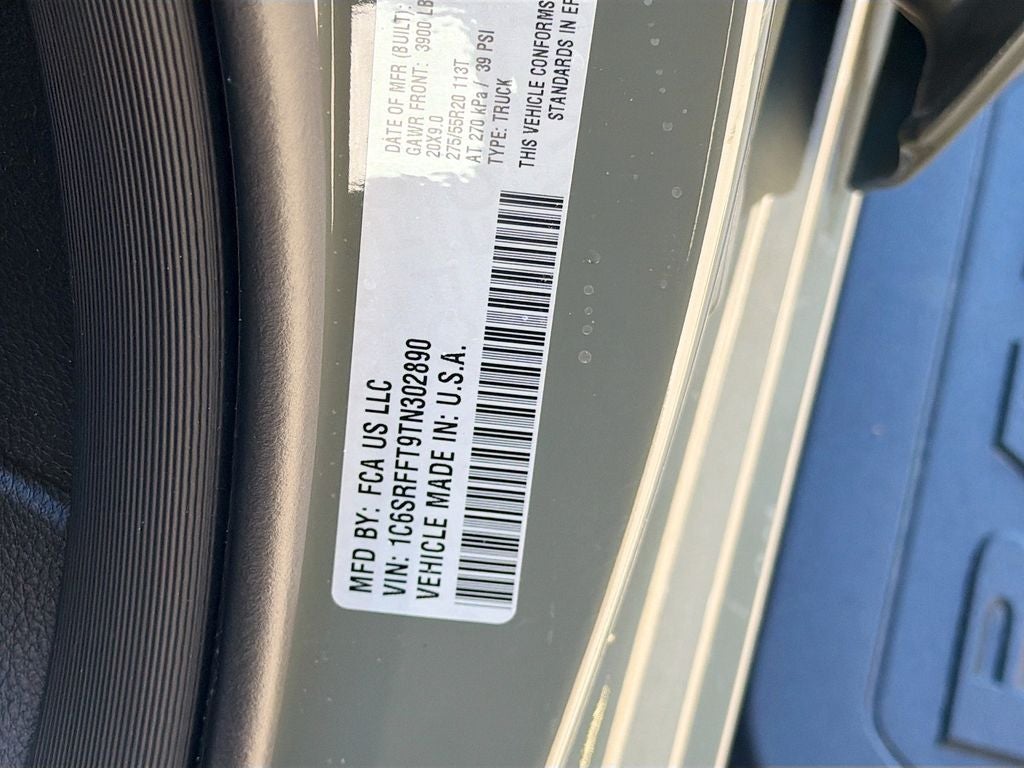 MFD BY: FCA US LLC
VIN: 1C6SRFFT9TN302890
VEHICLE MADE IN: U.S.A.
DATE OF MFR (BUILT):
GAWR FRONT: 3900 LB
20X9.0
275/55R20 113T
AT 270 kPa / 39 PSI
TYPE: TRUCK
THIS VEHICLE CONFORMS
STANDARDS IN EF